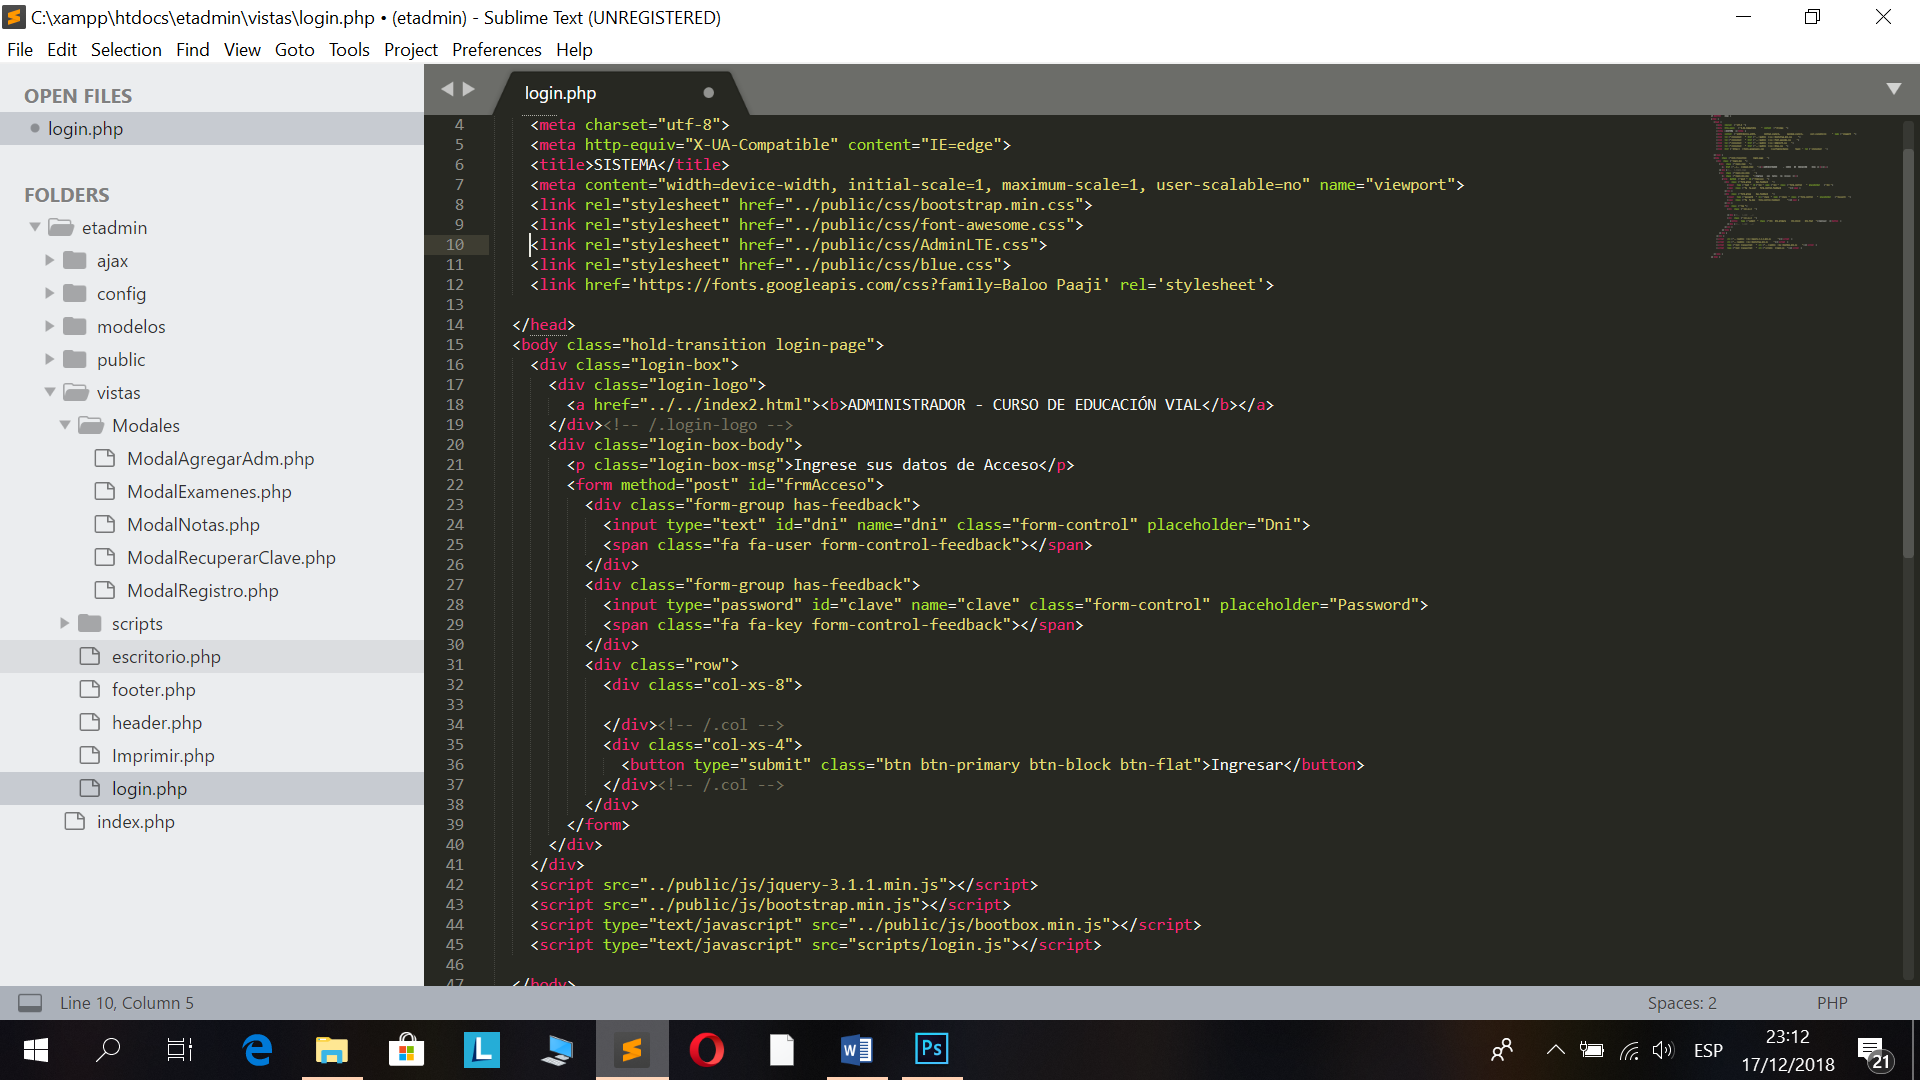 C:\xampp\htdocs\etadmin\vistas\login.php • (etadmin) - Sublime Text (UNREGISTERED)
File Edit Selection Find View Goto Tools Project Preferences Help
OPEN FILES
login.php
FOLDERS
etadmin
ajax
config
modelos
public
vistas
Modales
ModalAgregarAdm.php
ModalExamenes.php
ModalNotas.php
ModalRecuperarClave.php
ModalRegistro.php
scripts
escritorio.php
footer.php
header.php
Imprimir.php
login.php
index.php
login.php
4 <meta charset="utf-8">
5 <meta http-equiv="X-UA-Compatible" content="IE=edge">
6 <title>SISTEMA</title>
7 <meta content="width=device-width, initial-scale=1, maximum-scale=1, user-scalable=no" name="viewport">
8 <link rel="stylesheet" href="../public/css/bootstrap.min.css">
9 <link rel="stylesheet" href="../public/css/font-awesome.css">
10 <link rel="stylesheet" href="../public/css/AdminLTE.css">
11 <link rel="stylesheet" href="../public/css/blue.css">
12 <link href='https://fonts.googleapis.com/css?family=Baloo Paaji' rel='stylesheet'>
13
14 </head>
15 <body class="hold-transition login-page">
16 <div class="login-box">
17 <div class="login-logo">
18 <a href="../../index2.html"><b>ADMINISTRADOR - CURSO DE EDUCACIÓN VIAL</b></a>
19 </div><!-- /.login-logo -->
20 <div class="login-box-body">
21 <p class="login-box-msg">Ingrese sus datos de Acceso</p>
22 <form method="post" id="frmAcceso">
23 <div class="form-group has-feedback">
24 <input type="text" id="dni" name="dni" class="form-control" placeholder="Dni">
25 <span class="fa fa-user form-control-feedback"></span>
26 </div>
27 <div class="form-group has-feedback">
28 <input type="password" id="clave" name="clave" class="form-control" placeholder="Password">
29 <span class="fa fa-key form-control-feedback"></span>
30 </div>
31 <div class="row">
32 <div class="col-xs-8">
33
34 </div><!-- /.col -->
35 <div class="col-xs-4">
36 <button type="submit" class="btn btn-primary btn-block btn-flat">Ingresar</button>
37 </div><!-- /.col -->
38 </div>
39 </form>
40 </div>
41 </div>
42 <script src="../public/js/jquery-3.1.1.min.js"></script>
43 <script src="../public/js/bootstrap.min.js"></script>
44 <script type="text/javascript" src="../public/js/bootbox.min.js"></script>
45 <script type="text/javascript" src="scripts/login.js"></script>
46
47 </body>
Line 10, Column 5
Spaces: 2
PHP
ESP
23:12
17/12/2018
21